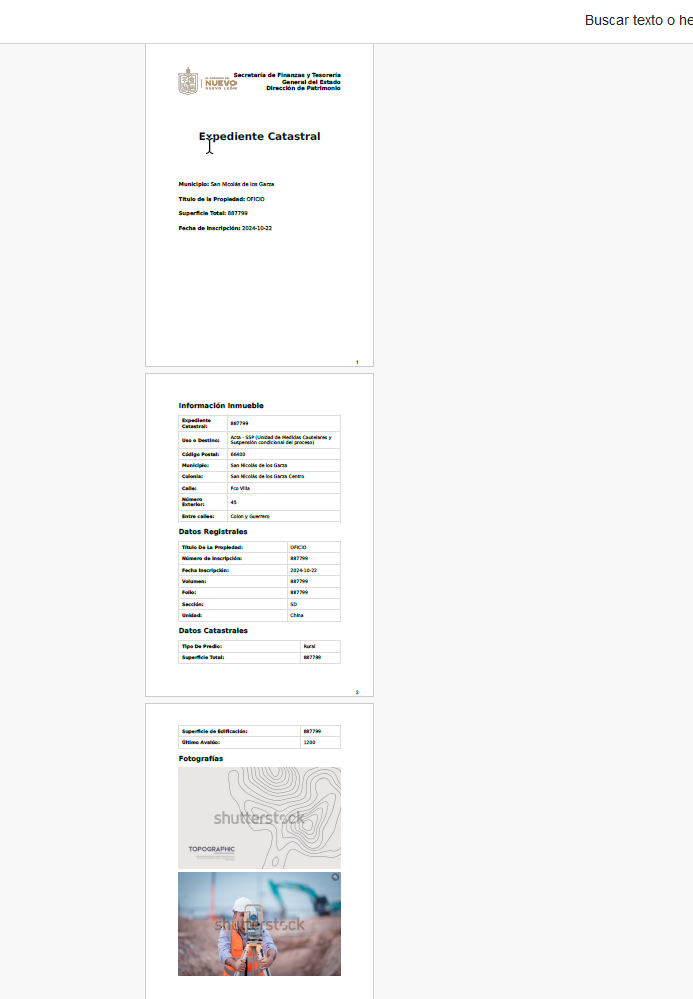 Buscar texto o he
EL GOBIERNO DE
NUEVO
NUEVO LEÓN
Secretaría de Finanzas y Tesorería
General del Estado
Dirección de Patrimonio
Expediente Catastral
Municipio: San Nicolás de los Garza
Título de la Propiedad: OFICIO
Superficie Total: 887799
Fecha de Inscripción: 2024-10-22
1
Información Inmueble
Expediente
Catastral: 887799
Uso o Destino: Acta - SSP (Unidad de Medidas Cautelares y
Suspensión condicional del proceso)
Código Postal: 66400
Municipio: San Nicolás de los Garza
Colonia: San Nicolás de los Garza Centro
Calle: Fco Villa
Número
Exterior: 45
Entre calles: Colon y Guerrero
Datos Registrales
Título De La Propiedad: OFICIO
Número de Inscripción: 887799
Fecha Inscripción: 2024-10-22
Volumen: 887799
Folio: 887799
Sección: SD
Unidad: China
Datos Catastrales
Tipo De Predio: Rural
Superficie Total: 887799
2
Superficie de Edificación: 887799
Último Avalúo: 1200
Fotografías
shutterstock
TOPOGRAPHIC
shutterstock